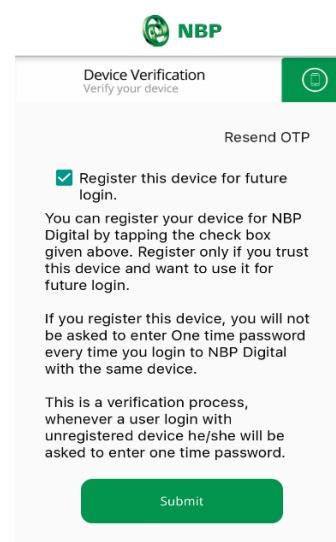 NBP
Device Verification
Verify your device
Resend OTP
Register this device for future
login.
You can register your device for NBP
Digital by tapping the check box
given above. Register only if you trust
this device and want to use it for
future login.
If you register this device, you will not
be asked to enter One time password
every time you login to NBP Digital
with the same device.
This is a verification process,
whenever a user login with
unregistered device he/she will be
asked to enter one time password.
Submit